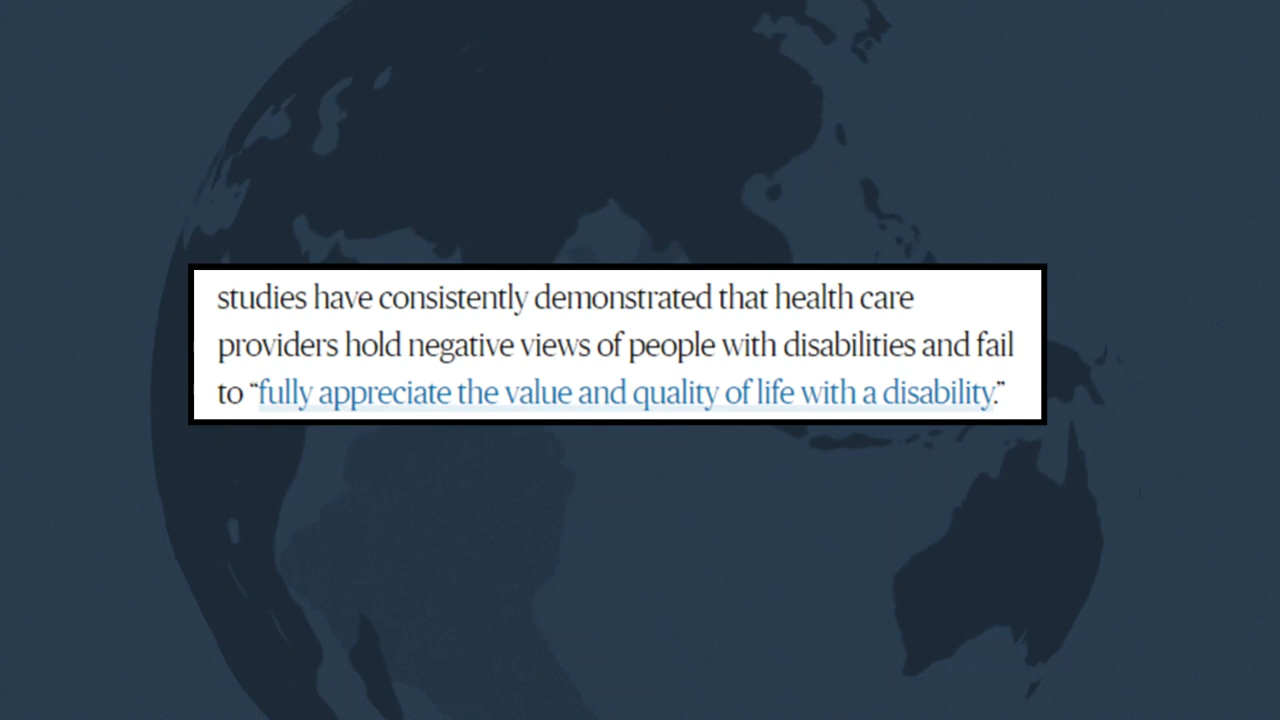 studies have consistently demonstrated that health care
providers hold negative views of people with disabilities and fail
to “fully appreciate the value and quality of life with a disability.”